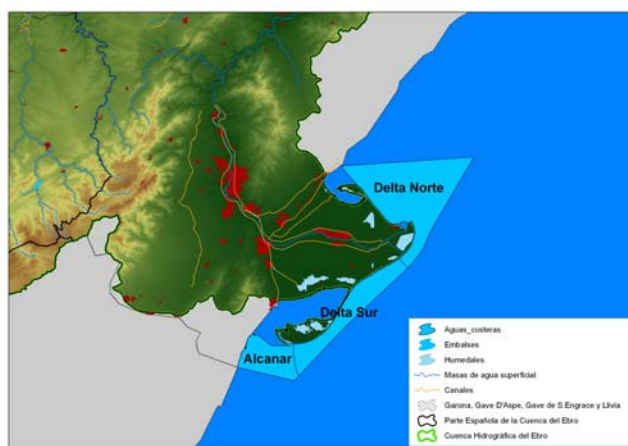 Delta Norte
Delta Sur
Alcanar
Aguas_costeras
Embalses
Humedales
Masas de agua superficial
Canales
Garona, Gave D'Aspe, Gave de S.Engrace y Llivia
Parte Española de la Cuenca del Ebro
Cuenca Hidrográfica del Ebro